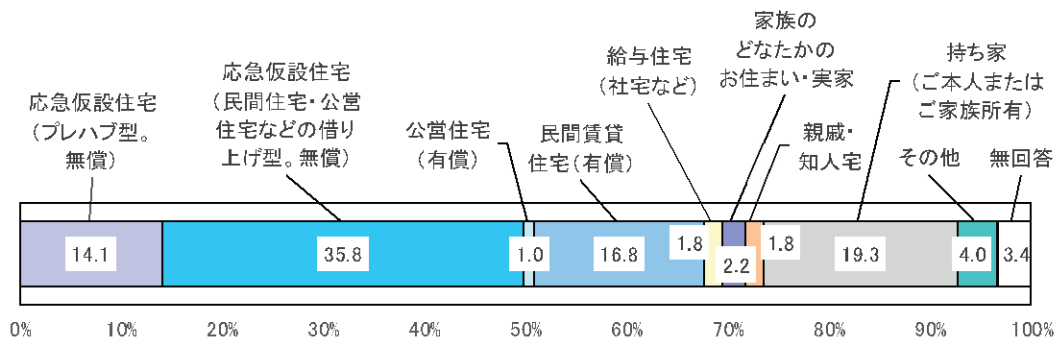 応急仮設住宅
(プレハブ型。
無償)
応急仮設住宅
(民間住宅・公営
住宅などの借り
上げ型。無償)
公営住宅
(有償)
民間賃貸
住宅(有償)
給与住宅
(社宅など)
家族の
どなたかの
お住まい・実家
親戚・
知人宅
持ち家
(ご本人または
ご家族所有)
その他
無回答
14.1
35.8
1.0
16.8
1.8
2.2
1.8
19.3
4.0
3.4
0% 10% 20% 30% 40% 50% 60% 70% 80% 90% 100%